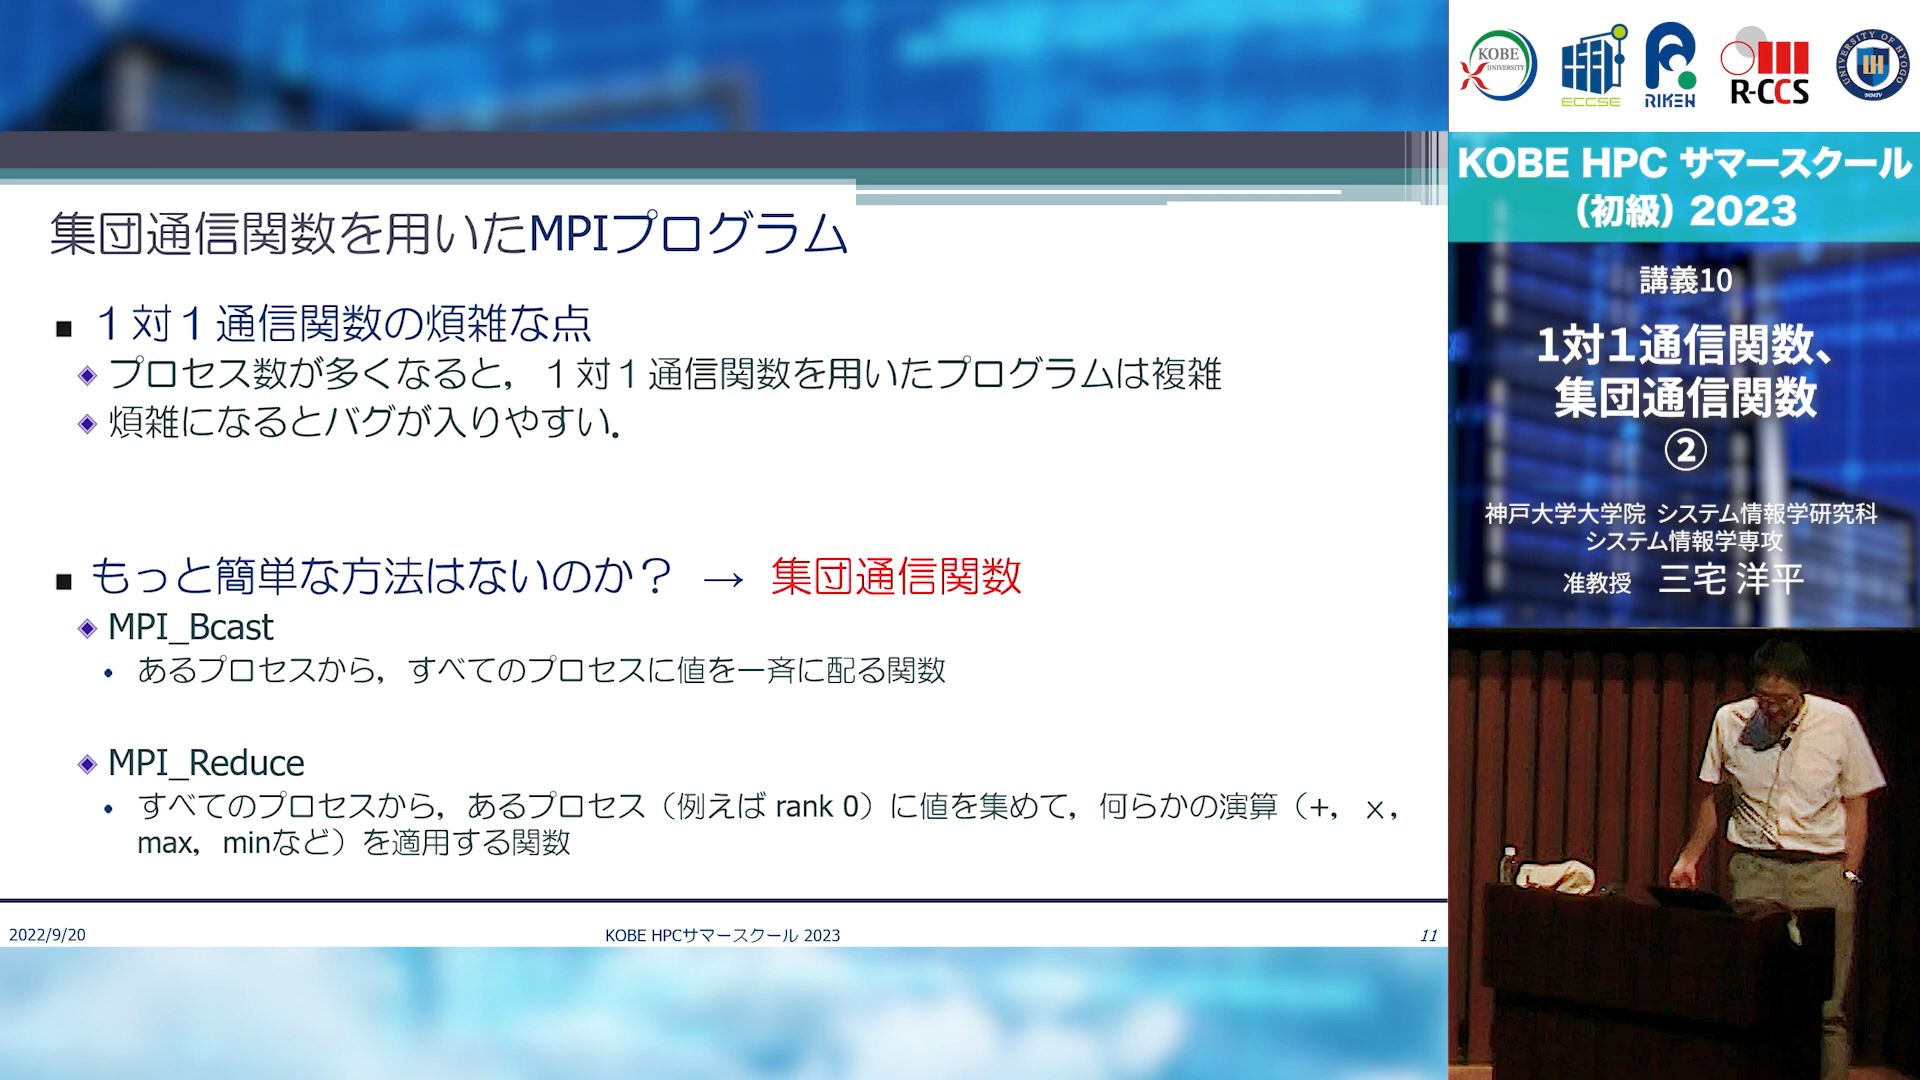 集団通信関数を用いたMPIプログラム
１対１通信関数の煩雑な点
プロセス数が多くなると，１対１通信関数を用いたプログラムは複雑
煩雑になるとバグが入りやすい．
もっと簡単な方法はないのか？ → 集団通信関数
MPI_Bcast
あるプロセスから，すべてのプロセスに値を一斉に配る関数
MPI_Reduce
すべてのプロセスから，あるプロセス（例えば rank 0）に値を集めて，何らかの演算（+，×，
max，minなど）を適用する関数
2022/9/20
KOBE HPCサマースクール 2023
11
KOBE UNIVERSITY
ECCSE
RIKEN
R-CCS
UNIVERSITY OF HYOGO
KOBE HPC サマースクール
（初級）2023
講義10
1対1通信関数、
集団通信関数
②
神戸大学大学院 システム情報学研究科
システム情報学専攻
准教授 三宅 洋平